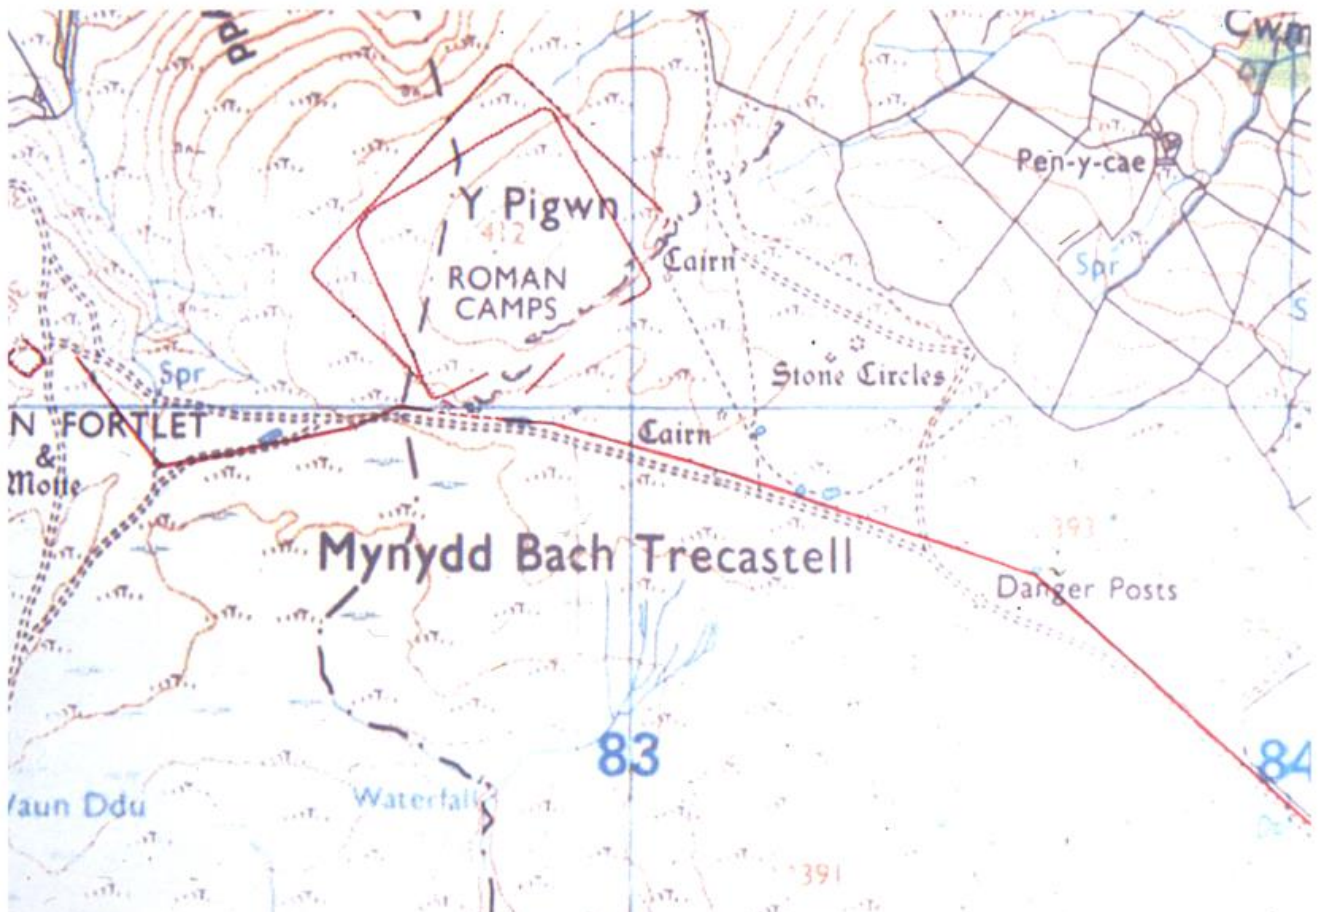 Cwm
Pen-y-cae
Y Pigwn
412
Cairn
Spr
ROMAN
CAMPS
S
Spr
Stone Circles
N FORTLET
&
Motte
Cairn
393
Mynydd Bach Trecastell
Danger Posts
83
84
Vaun Ddu
Waterfall
391